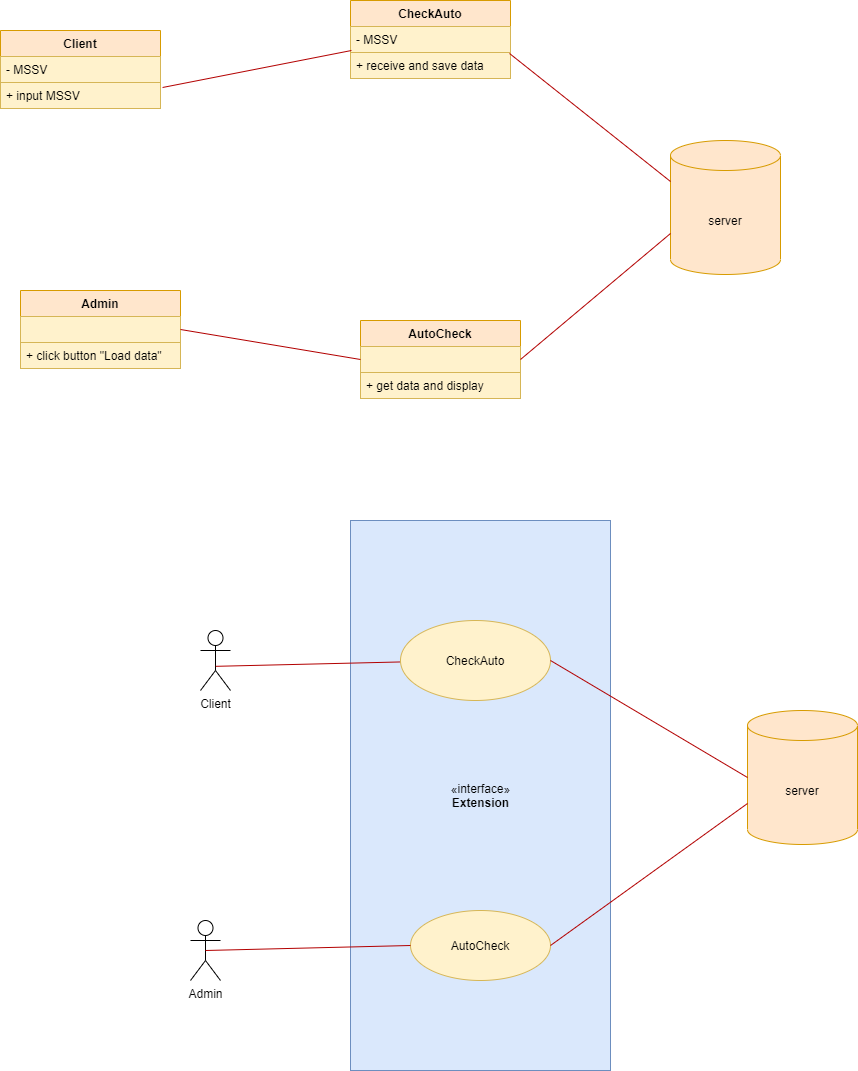 CheckAuto
- MSSV
+ receive and save data
Client
- MSSV
+ input MSSV
server
Admin
+ click button "Load data"
AutoCheck
+ get data and display
CheckAuto
Client
«interface»
Extension
server
AutoCheck
Admin